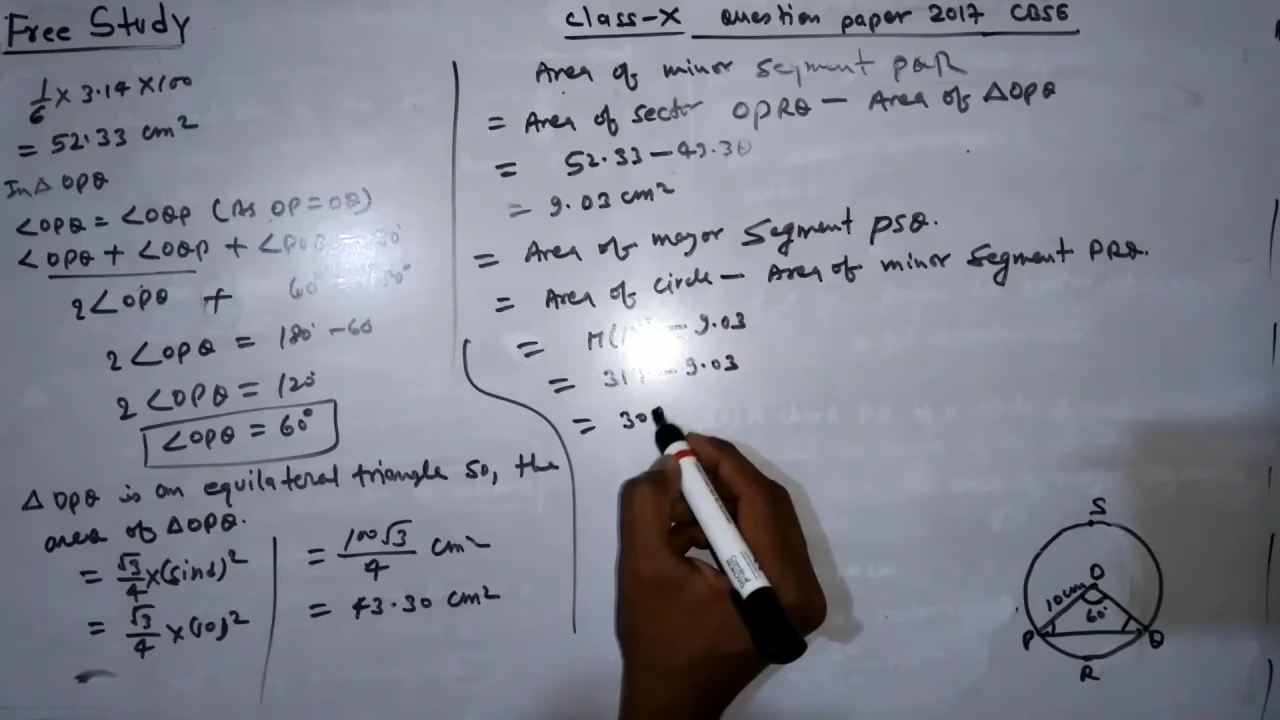 Free Study
1/6 × 3.14 × 100
= 52.33 cm²
In △ OPQ
∠OPQ = ∠OQP (As OP = OQ)
∠OPQ + ∠OQP +
2∠OPQ + 60°
2∠OPQ = 180° - 60
2∠OPQ = 120°
∠OPQ = 60°
△ OPQ is an equilateral triangle so, the
area of △OPQ.
= √3/4 × (sind)²
= √3/4 × (10)²
= 100√3/4 cm²
= 43.30 cm²
Class-X question paper 2017 CBSE
Area of minor segment PQR
= Area of sector OPRQ - Area of △OPQ
= 52.33 - 43.30
= 9.03 cm²
= Area of major segment PSQ.
= Area of circle - Area of minor segment PRQ.
= - 9.03
= 31 - 9.03
= 30
S
O
10cm
60°
P
Q
R